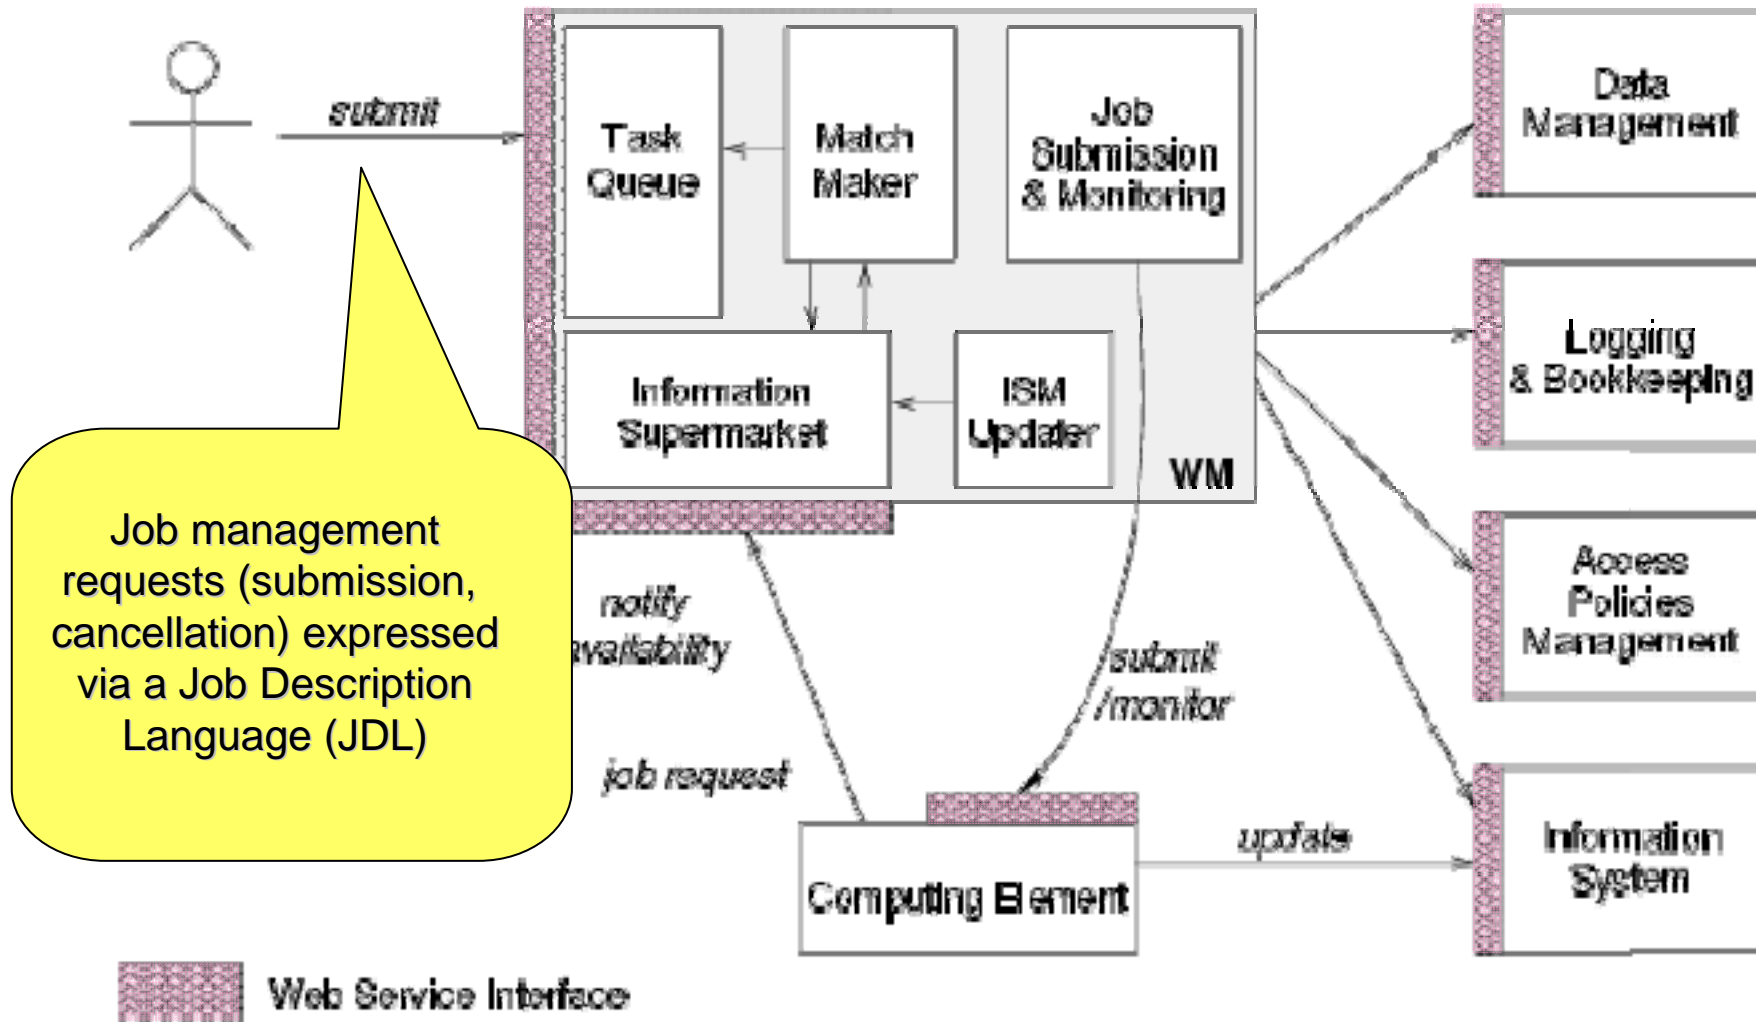 submit
Task
Queue
Match
Maker
Job
Submission
& Monitoring
Data
Management
Information
Supermarket
ISM
Updater
WM
Logging
& Bookkeeping
Job management
requests (submission,
cancellation) expressed
via a Job Description
Language (JDL)
notify
availability
job request
submit
/monitor
Access
Policies
Management
Computing Element
update
Information
System
Web Service Interface